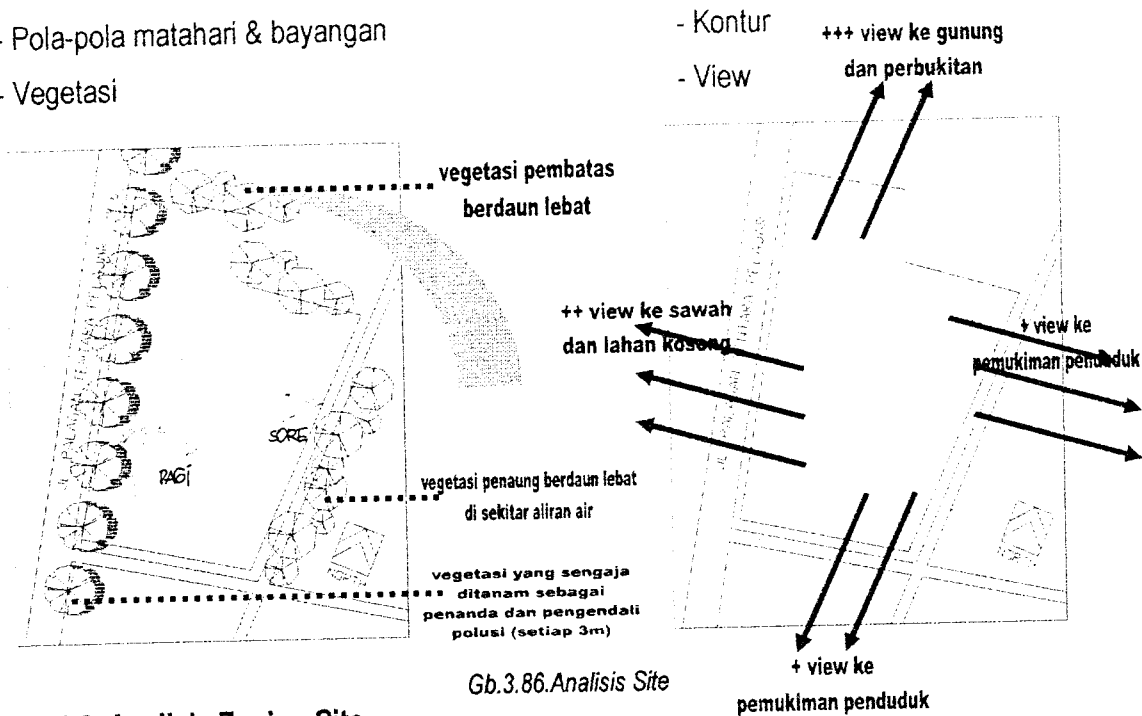 - Pola-pola matahari & bayangan
- Vegetasi
- Kontur
- View
+++ view ke gunung
dan perbukitan
vegetasi pembatas
berdaun lebat
++ view ke sawah
dan lahan kosong
+ view ke
pemukiman penduduk
SORE
PAGI
vegetasi penaung berdaun lebat
di sekitar aliran air
vegetasi yang sengaja
ditanam sebagai
penanda dan pengendali
polusi (setiap 3m)
+ view ke
pemukiman penduduk
Gb.3.86.Analisis Site